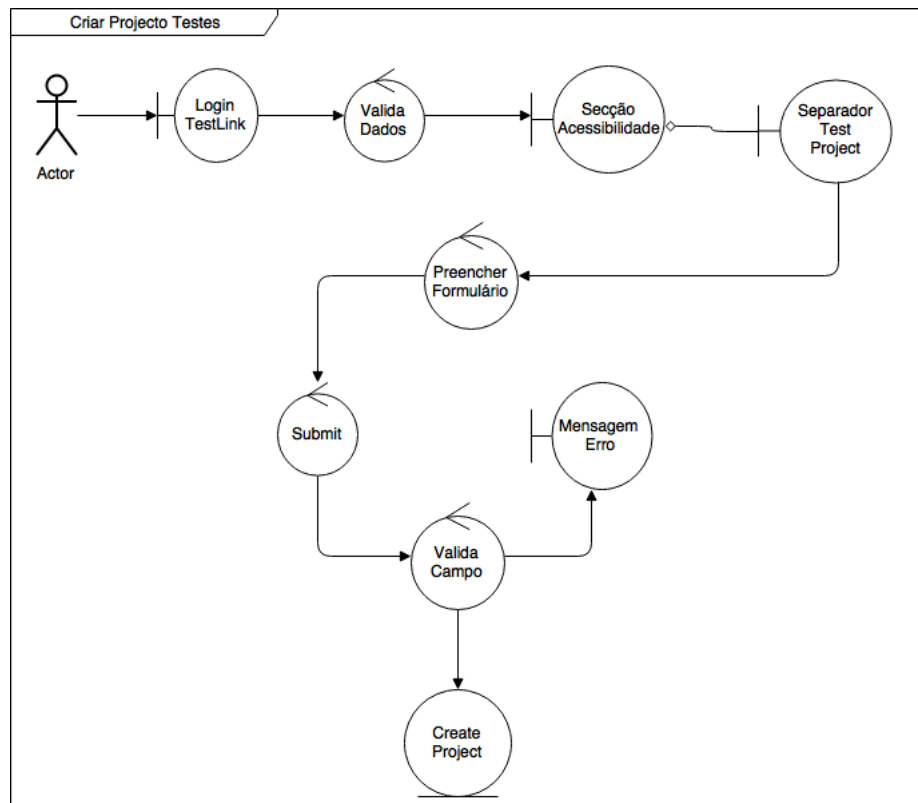 Criar Projecto Testes
Actor
Login
TestLink
Valida
Dados
Secção
Acessibilidade
Separador
Test
Project
Preencher
Formulário
Submit
Mensagem
Erro
Valida
Campo
Create
Project